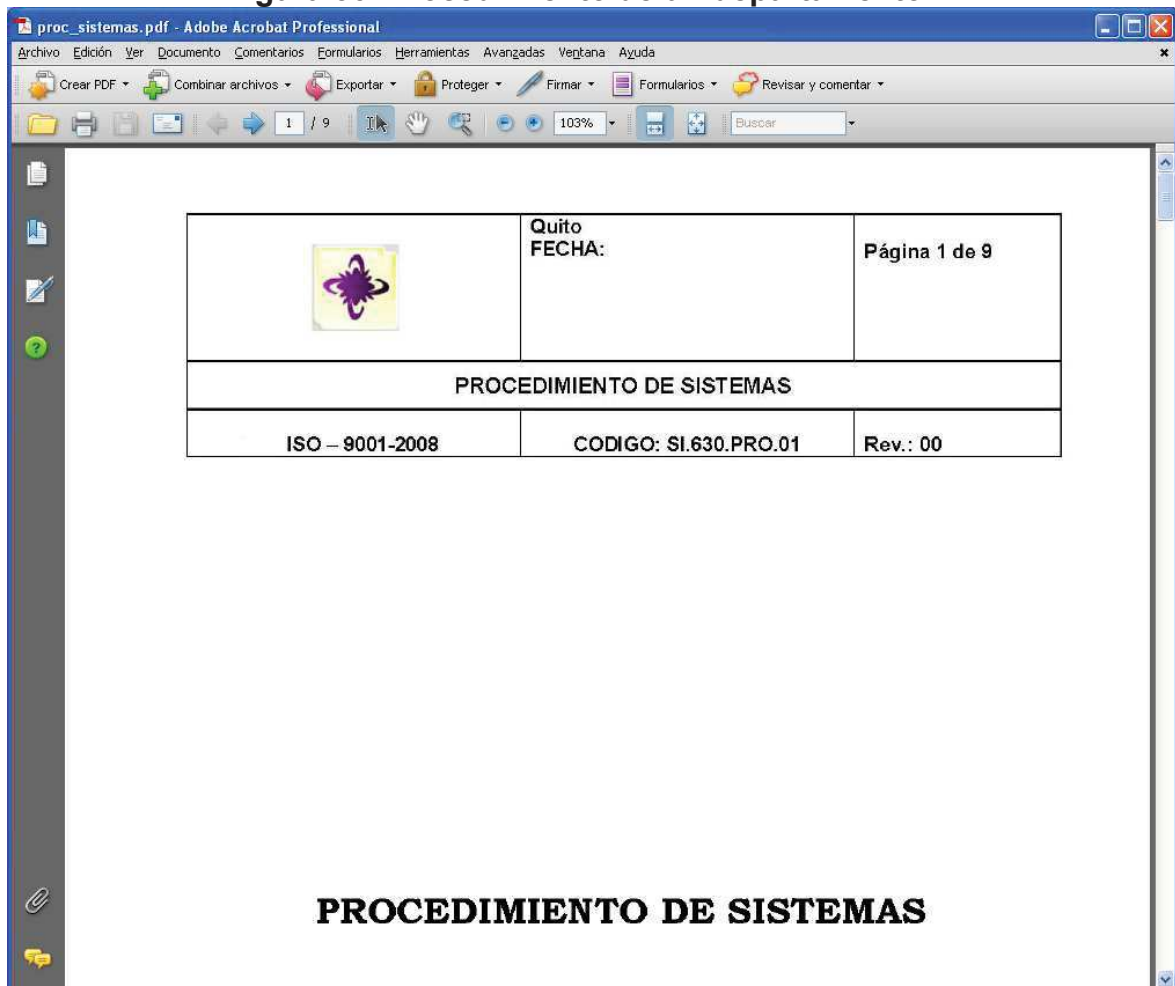 proc_sistemas.pdf - Adobe Acrobat Professional
Archivo Edición Ver Documento Comentarios Formularios Herramientas Avanzadas Ventana Ayuda
Crear PDF Combinar archivos Exportar Proteger Firmar Formularios Revisar y comentar
1 / 9 103% Buscar
Quito
FECHA:
Página 1 de 9
PROCEDIMIENTO DE SISTEMAS
ISO – 9001-2008 CODIGO: SI.630.PRO.01 Rev.: 00
PROCEDIMIENTO DE SISTEMAS